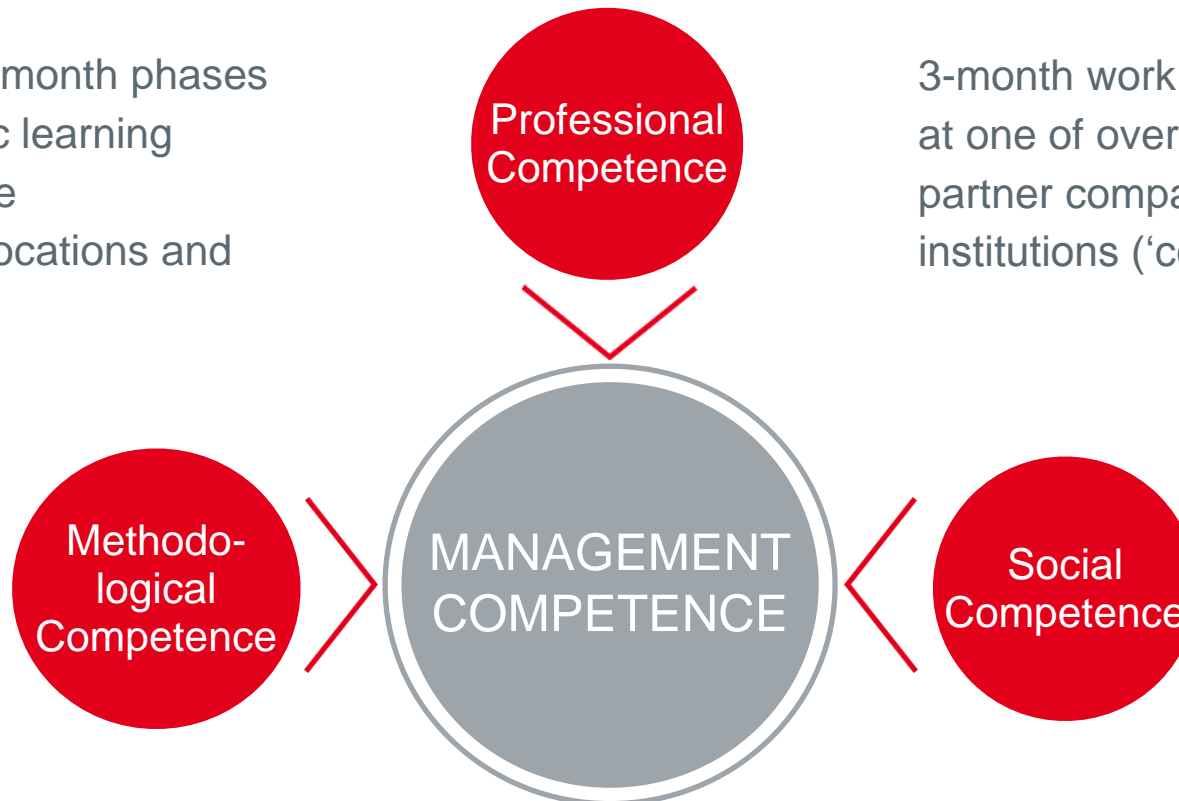 month phases
learning
ocations and
Professional
Competence
3-month work
at one of over
partner compa
institutions (‘c
MANAGEMENT
COMPETENCE
Methodo-
logical
Competence
Social
Competence